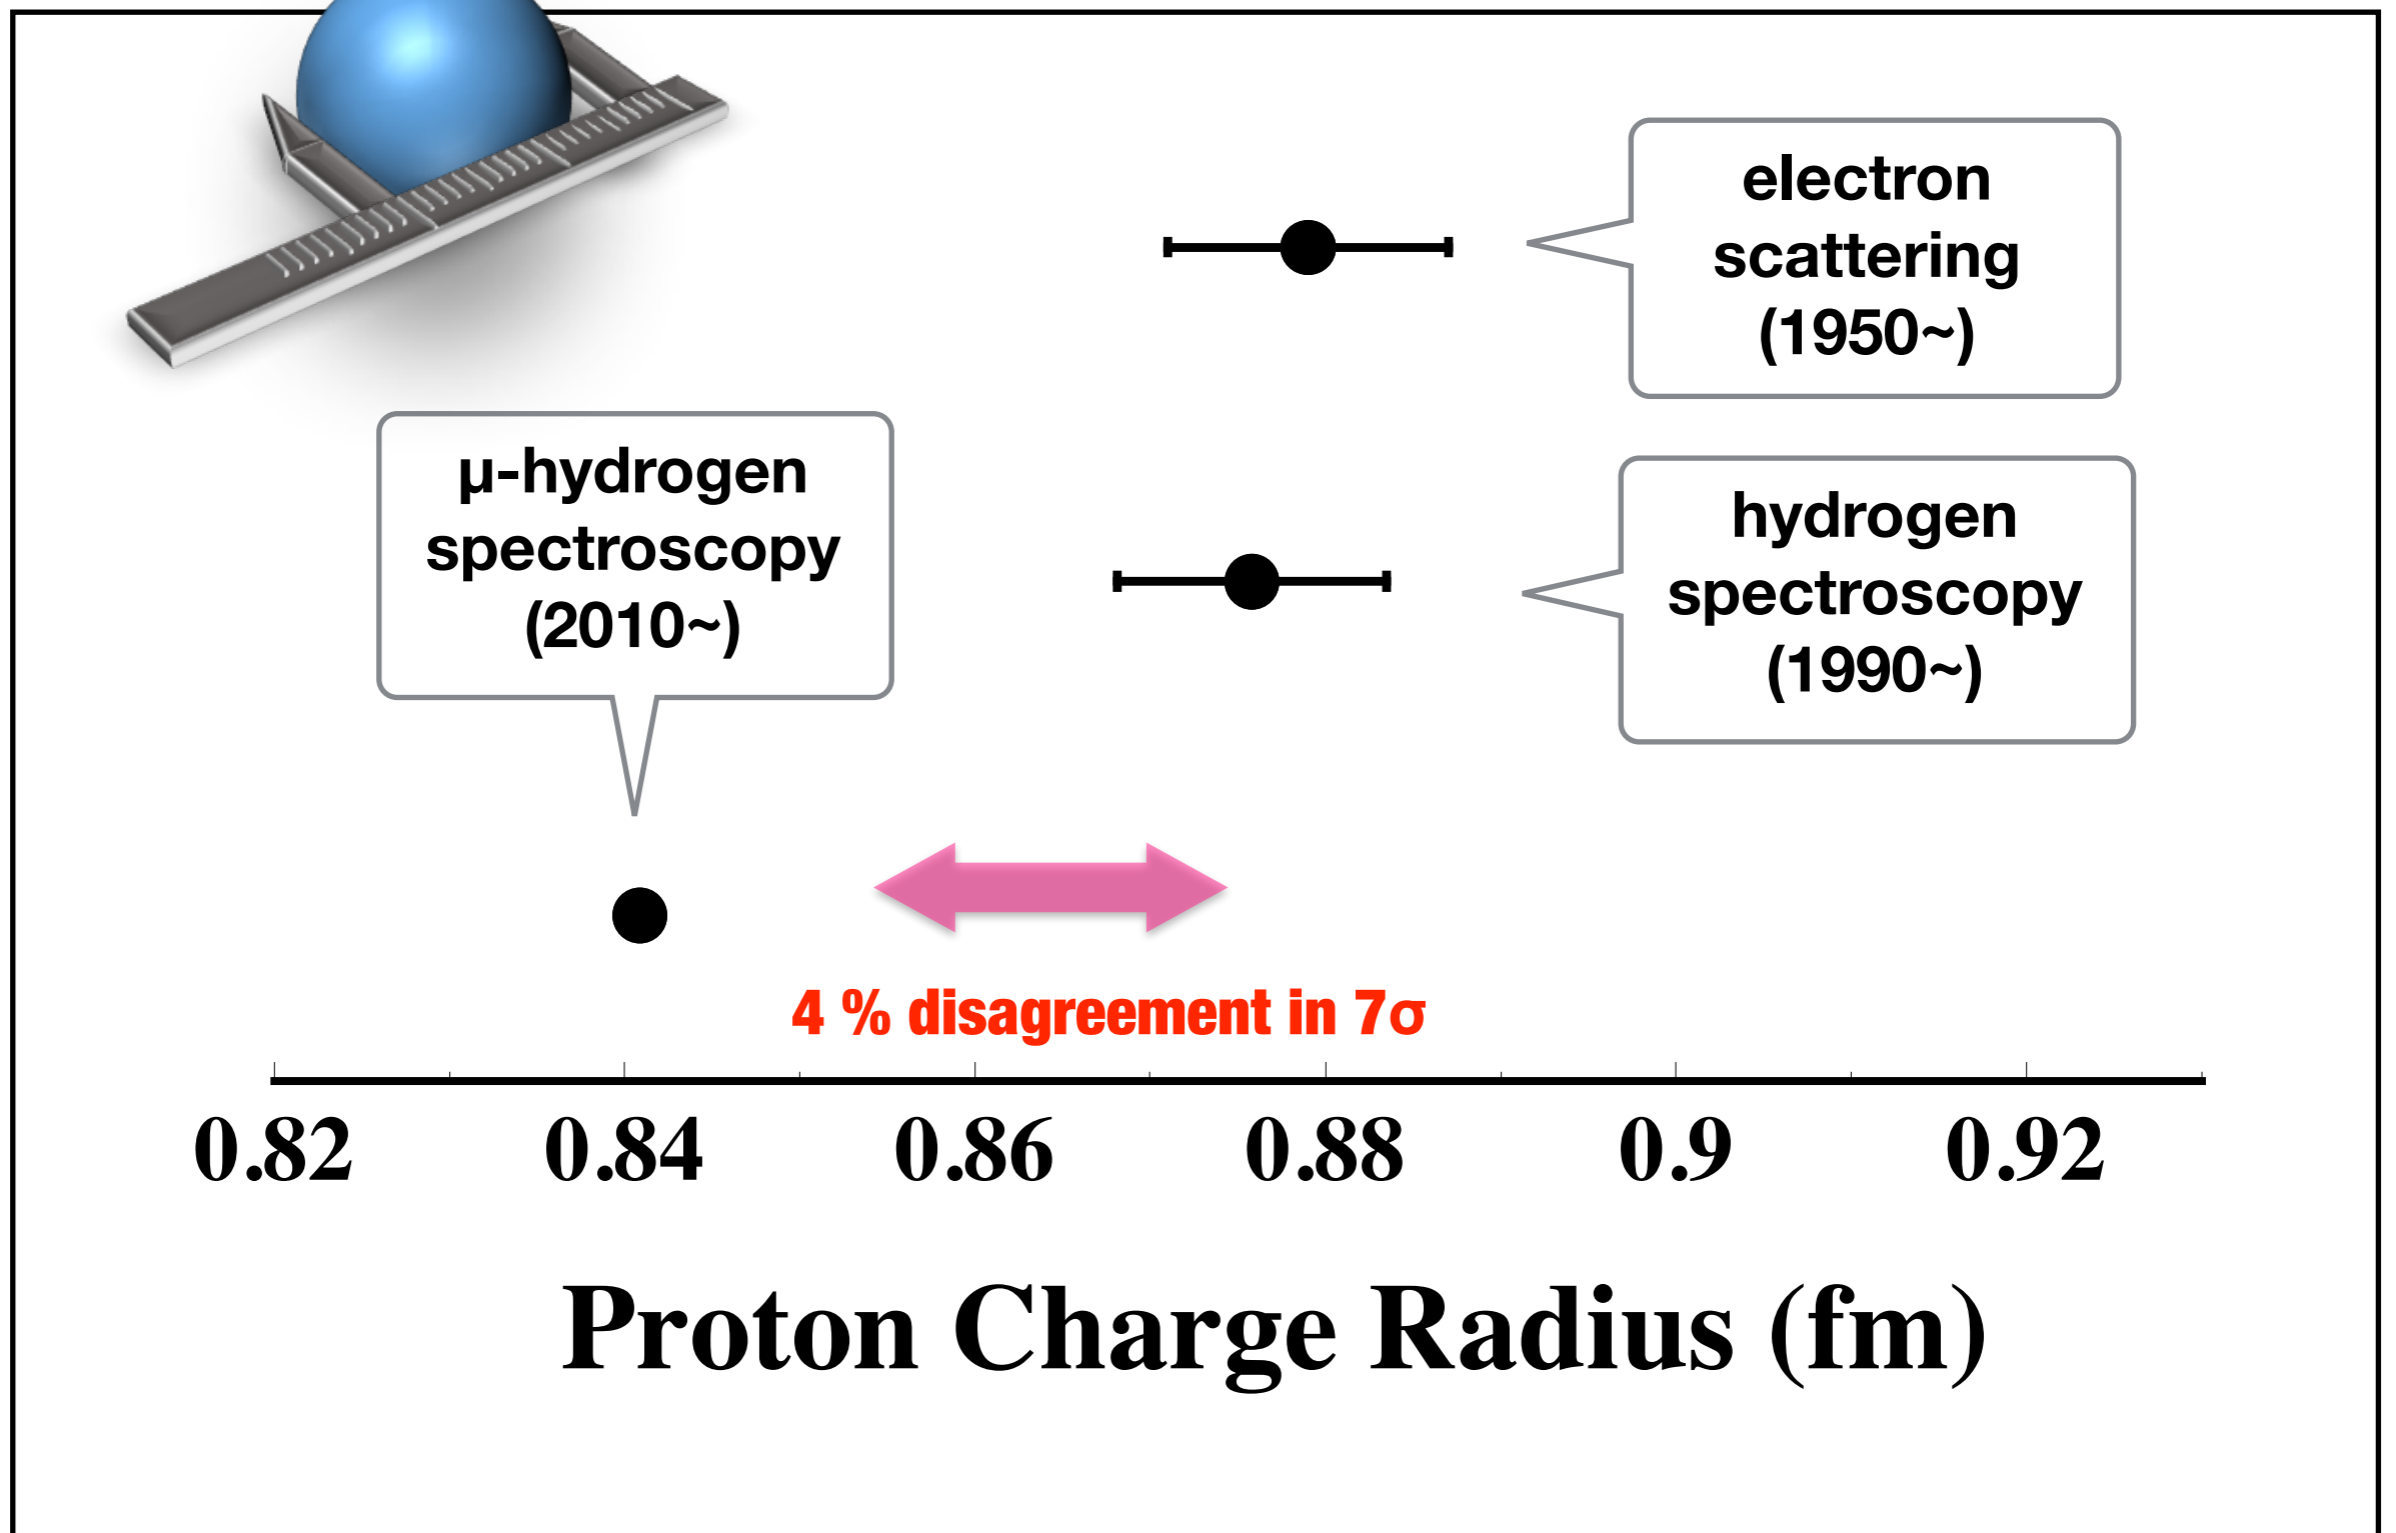 electron
scattering
(1950~)
μ-hydrogen
spectroscopy
(2010~)
hydrogen
spectroscopy
(1990~)
4 % disagreement in 7σ
0.82 0.84 0.86 0.88 0.9 0.92
Proton Charge Radius (fm)